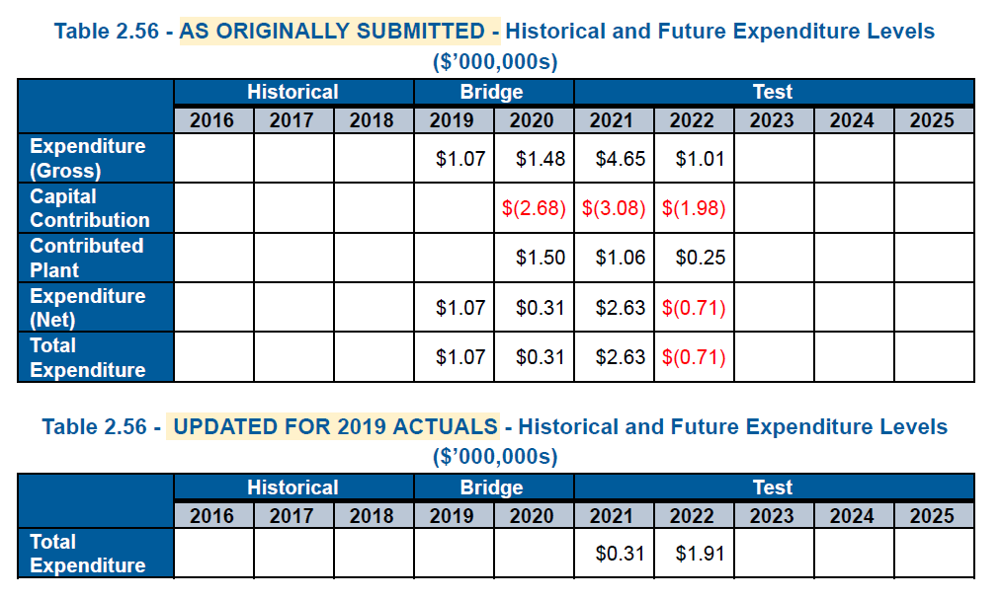 Table 2.56 - AS ORIGINALLY SUBMITTED - Historical and Future Expenditure Levels
($’000,000s)
Historical Bridge Test
2016 2017 2018 2019 2020 2021 2022 2023 2024 2025
Expenditure
(Gross) $1.07 $1.48 $4.65 $1.01
Capital
Contribution $(2.68) $(3.08) $(1.98)
Contributed
Plant $1.50 $1.06 $0.25
Expenditure
(Net) $1.07 $0.31 $2.63 $(0.71)
Total
Expenditure $1.07 $0.31 $2.63 $(0.71)
Table 2.56 - UPDATED FOR 2019 ACTUALS - Historical and Future Expenditure Levels
($’000,000s)
Historical Bridge Test
2016 2017 2018 2019 2020 2021 2022 2023 2024 2025
Total
Expenditure $0.31 $1.91